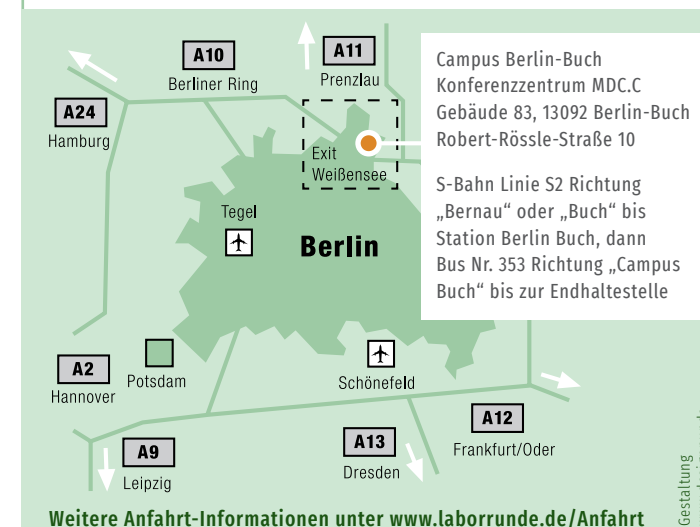 A10
Berliner Ring
A11
Prenzlau
A24
Hamburg
Exit
Weißensee
Campus Berlin-Buch
Konferenzzentrum MDC.C
Gebäude 83, 13092 Berlin-Buch
Robert-Rössle-Straße 10
S-Bahn Linie S2 Richtung
„Bernau“ oder „Buch“ bis
Station Berlin Buch, dann
Bus Nr. 353 Richtung „Campus
Buch“ bis zur Endhaltestelle
Tegel
Berlin
A2
Hannover
Potsdam
Schönefeld
A9
Leipzig
A13
Dresden
A12
Frankfurt/Oder
Gestaltung
Weitere Anfahrt-Informationen unter www.laborrunde.de/Anfahrt